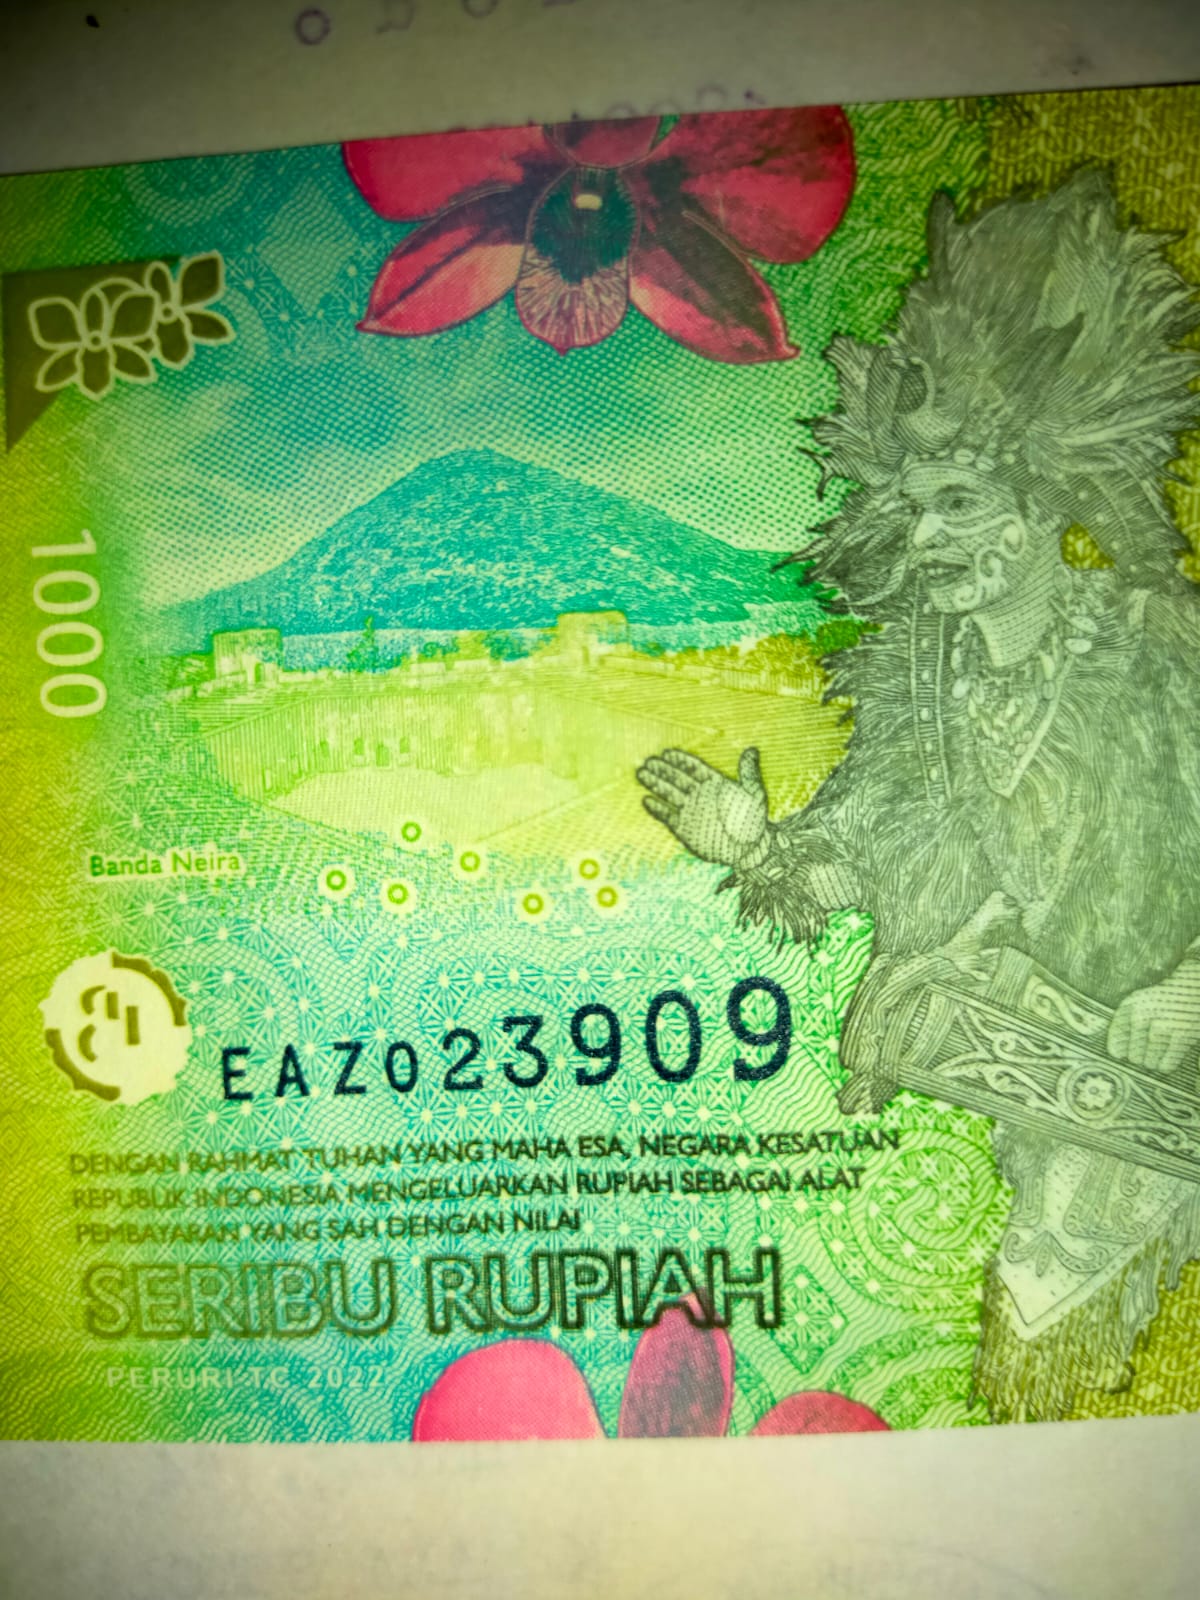 1000
Banda Neira
EAZ023909
DENGAN RAHMAT TUHAN YANG MAHA ESA, NEGARA KESATUAN
REPUBLIK INDONESIA MENGELUARKAN RUPIAH SEBAGAI ALAT
PEMBAYARAN YANG SAH DENGAN NILAI
SERIBU RUPIAH
PERURI TC 2022